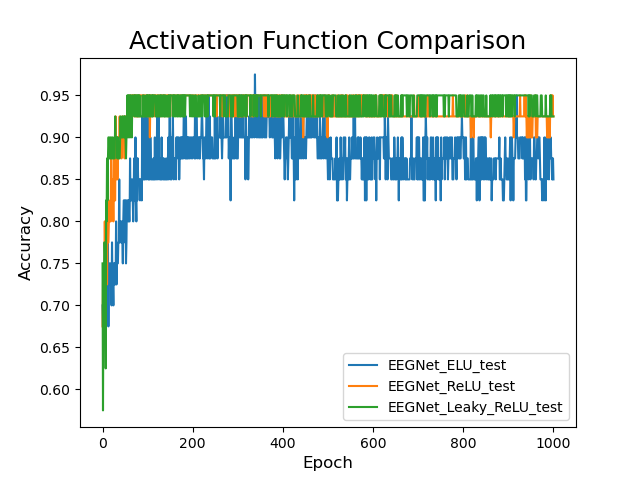 Activation Function Comparison
0.95
0.90
0.85
0.80
0.75
0.70
0.65
0.60
Accuracy
EEGNet_ELU_test
EEGNet_ReLU_test
EEGNet_Leaky_ReLU_test
0 200 400 600 800 1000
Epoch